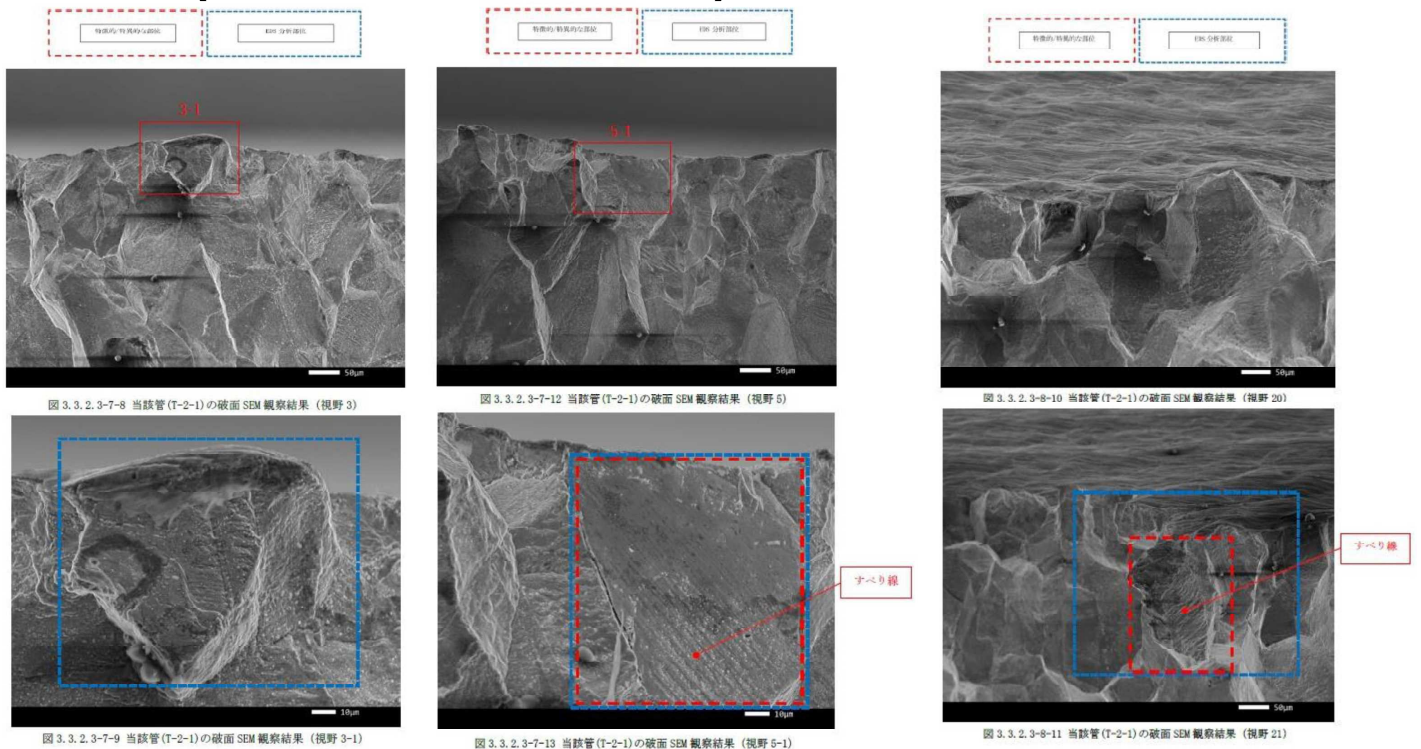 特徴的/特異的な部位
EDS 分析部位
特徴的/特異的な部位
EDS 分析部位
特徴的/特異的な部位
EDS 分析部位
3-1
50μm
5-1
50μm
50μm
図 3.3.2.3-7-8 当該管(T-2-1)の破面 SEM 観察結果 (視野 3)
図 3.3.2.3-7-12 当該管(T-2-1)の破面 SEM 観察結果 (視野 5)
図 3.3.2.3-8-10 当該管(T-2-1)の破面 SEM 観察結果 (視野 20)
10μm
すべり線
10μm
すべり線
50μm
図 3.3.2.3-7-9 当該管(T-2-1)の破面 SEM 観察結果 (視野 3-1)
図 3.3.2.3-7-13 当該管(T-2-1)の破面 SEM 観察結果 (視野 5-1)
図 3.3.2.3-8-11 当該管(T-2-1)の破面 SEM 観察結果 (視野 21)